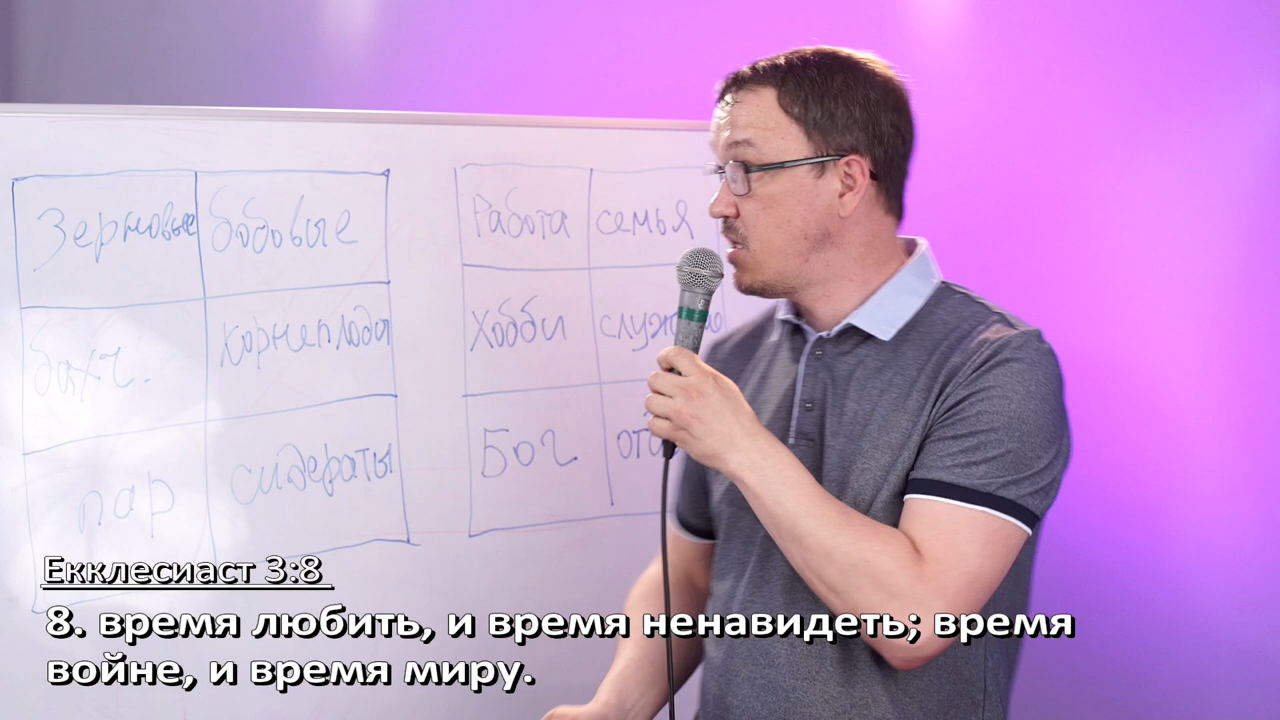 Зерновые бобовые
бахч. корнеплоды
пар сидераты
Работа семья
Хобби
Бог
Екклесиаст 3:8
8. время любить, и время ненавидеть; время
войне, и время миру.